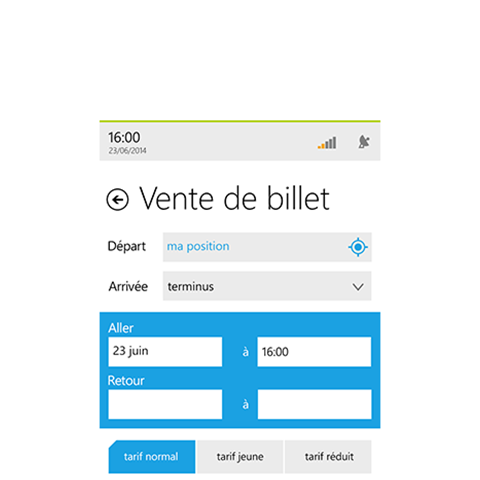 16:00
23/06/2014
Vente de billet
Départ ma position
Arrivée terminus
Aller
23 juin à 16:00
Retour
à
tarif normal tarif jeune tarif réduit